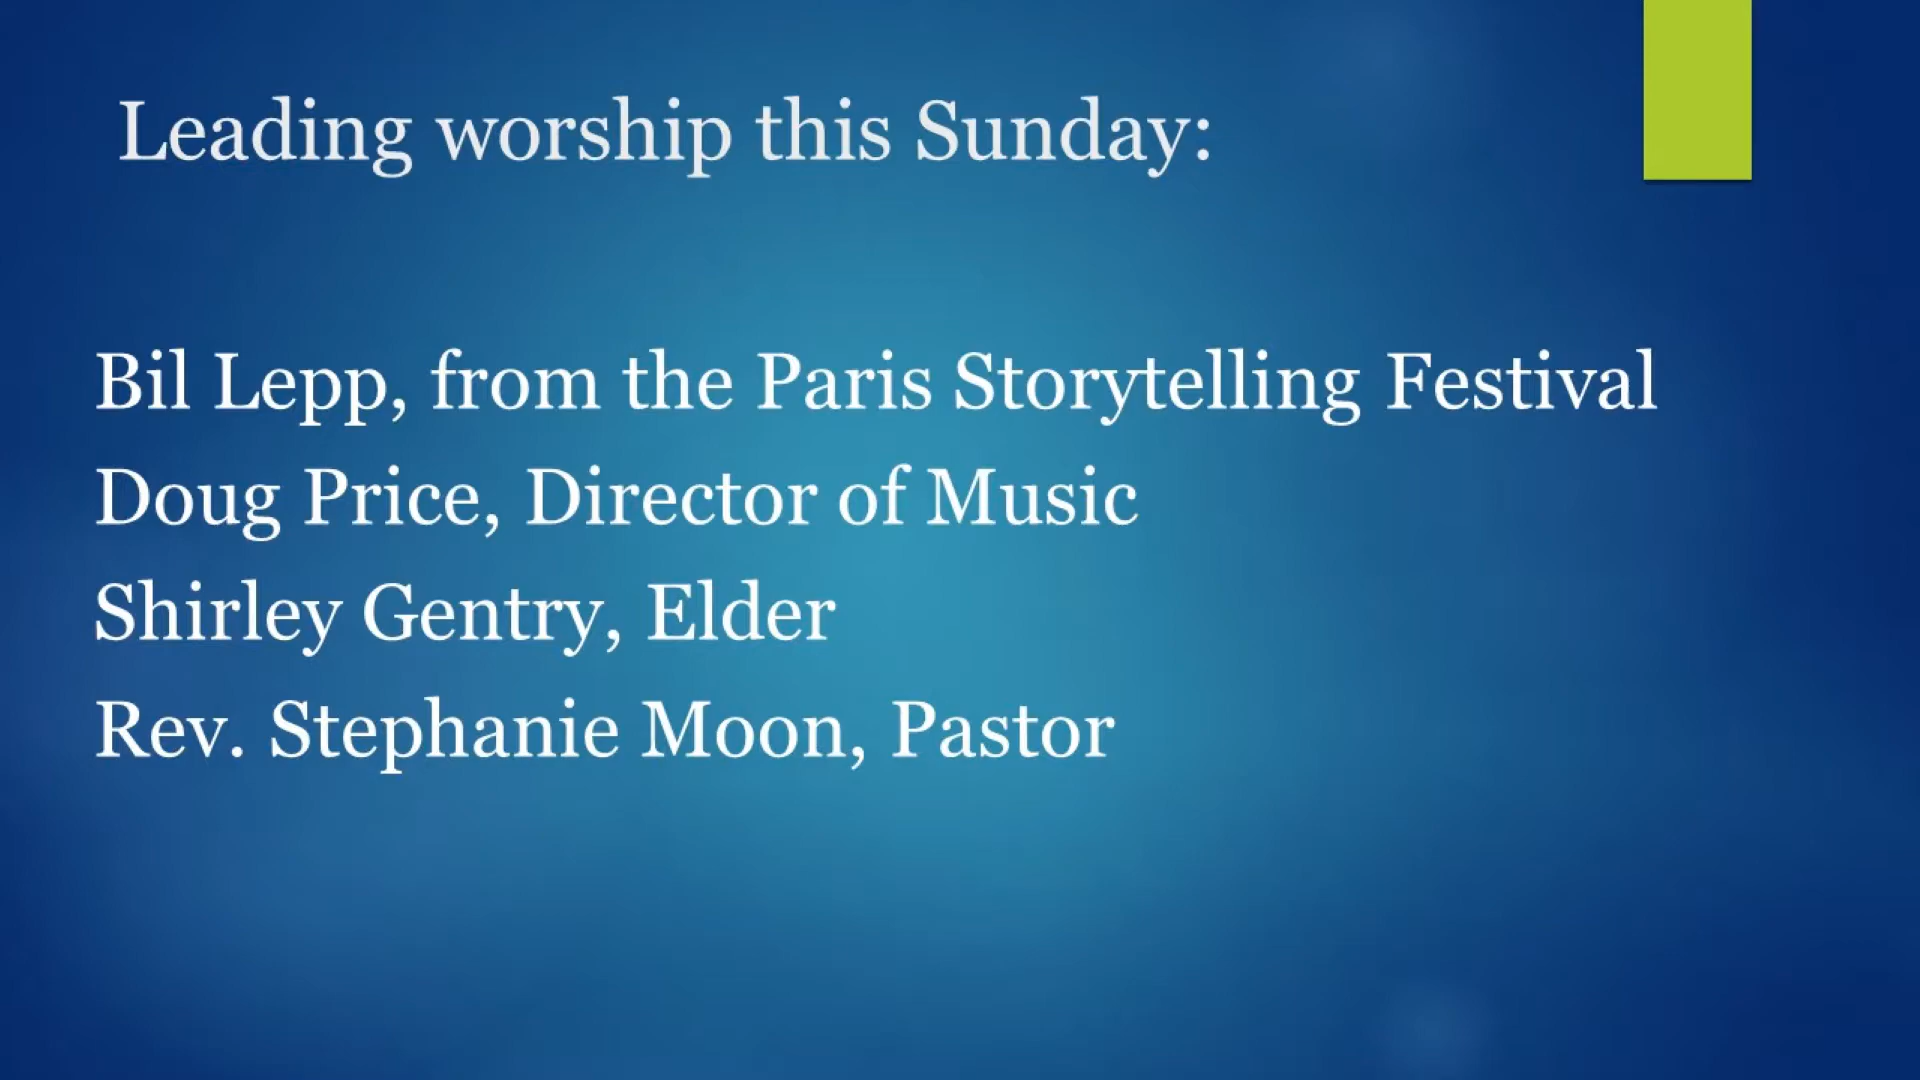 Leading worship this Sunday:
Bil Lepp, from the Paris Storytelling Festival
Doug Price, Director of Music
Shirley Gentry, Elder
Rev. Stephanie Moon, Pastor